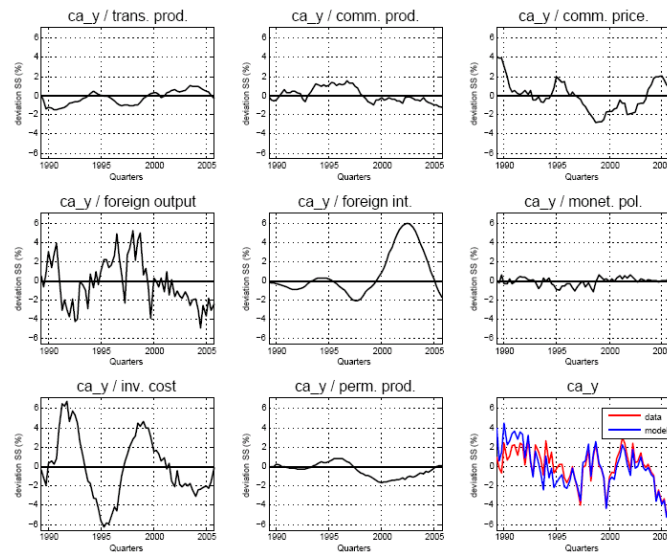 ca_y / trans. prod.
ca_y / comm. prod.
ca_y / comm. price.
deviation SS (%)
6
4
2
0
-2
-4
-6
1990 1995 2000 2005
Quarters
deviation SS (%)
6
4
2
0
-2
-4
-6
1990 1995 2000 2005
Quarters
deviation SS (%)
6
4
2
0
-2
-4
-6
1990 1995 2000 2005
Quarters
ca_y / foreign output
ca_y / foreign int.
ca_y / monet. pol.
deviation SS (%)
6
4
2
0
-2
-4
-6
1990 1995 2000 2005
Quarters
deviation SS (%)
6
4
2
0
-2
-4
-6
1990 1995 2000 2005
Quarters
deviation SS (%)
6
4
2
0
-2
-4
-6
1990 1995 2000 2005
Quarters
ca_y / inv. cost
ca_y / perm. prod.
ca_y
deviation SS (%)
6
4
2
0
-2
-4
-6
1990 1995 2000 2005
Quarters
deviation SS (%)
6
4
2
0
-2
-4
-6
1990 1995 2000 2005
Quarters
deviation SS (%)
6
4
2
0
-2
-4
-6
1990 1995 2000 2005
Quarters
data
model